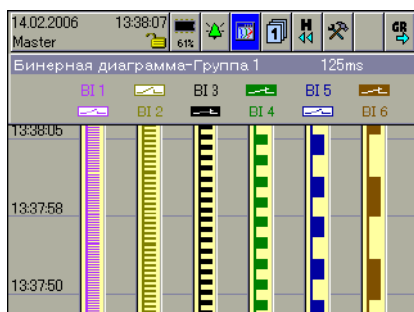 14.02.2006 13:38:07
Master 61% 1 H GR
Бинерная диаграмма-Группа 1 125ms
BI 1 BI 3 BI 5
BI 2 BI 4 BI 6
13:38:05
13:37:58
13:37:50